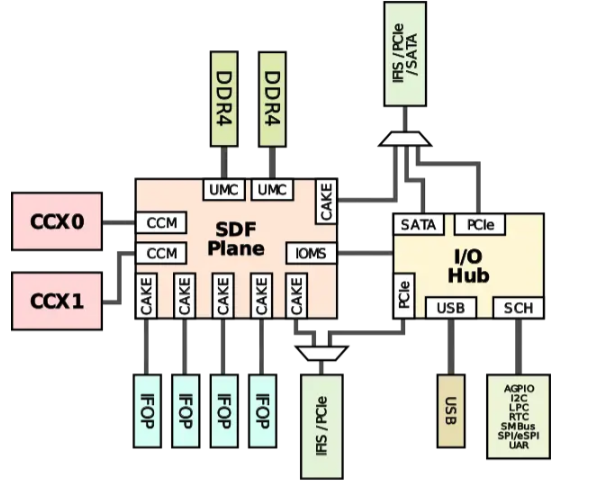 IFIS / PCIe
/ SATA
DDR4
DDR4
UMC
UMC
CAKE
CCX0
CCM
SDF
Plane
SATA
PCIe
CCM
IOMS
I/O
Hub
CCX1
CAKE
CAKE
CAKE
CAKE
CAKE
PCIe
USB
SCH
IFOP
IFOP
IFOP
IFOP
IFIS / PCIe
USB
AGPIO
I2C
LPC
RTC
SMBus
SPI/eSPI
UAR